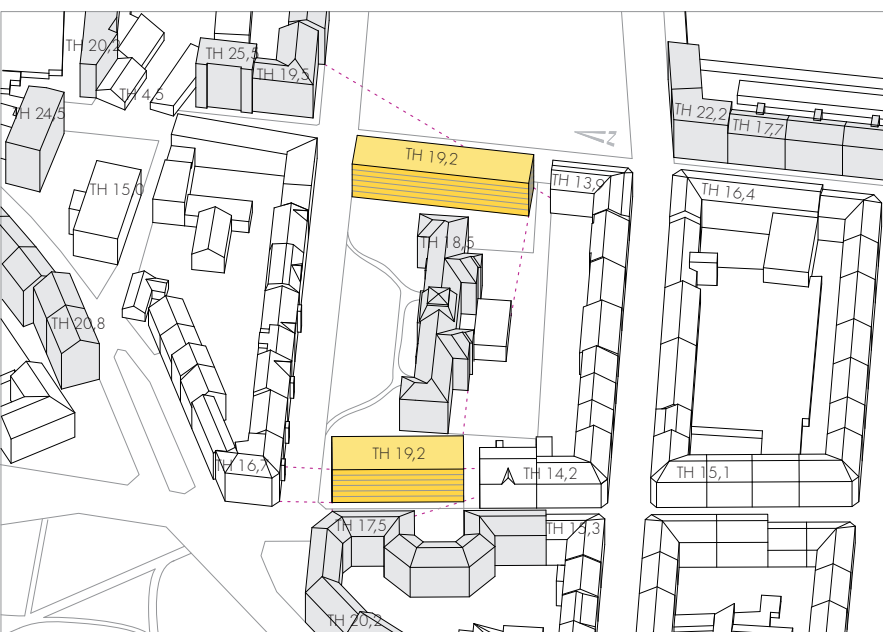 TH 20,2
TH 25,5
TH 19,5
TH 4,5
TH 24,5
TH 22,2
TH 17,7
TH 19,2
TH 15,0
TH 13,9
TH 16,4
TH 18,5
N
TH 20,8
TH 19,2
TH 16,7
TH 14,2
TH 15,1
TH 17,5
TH 15,3
TH 20,2